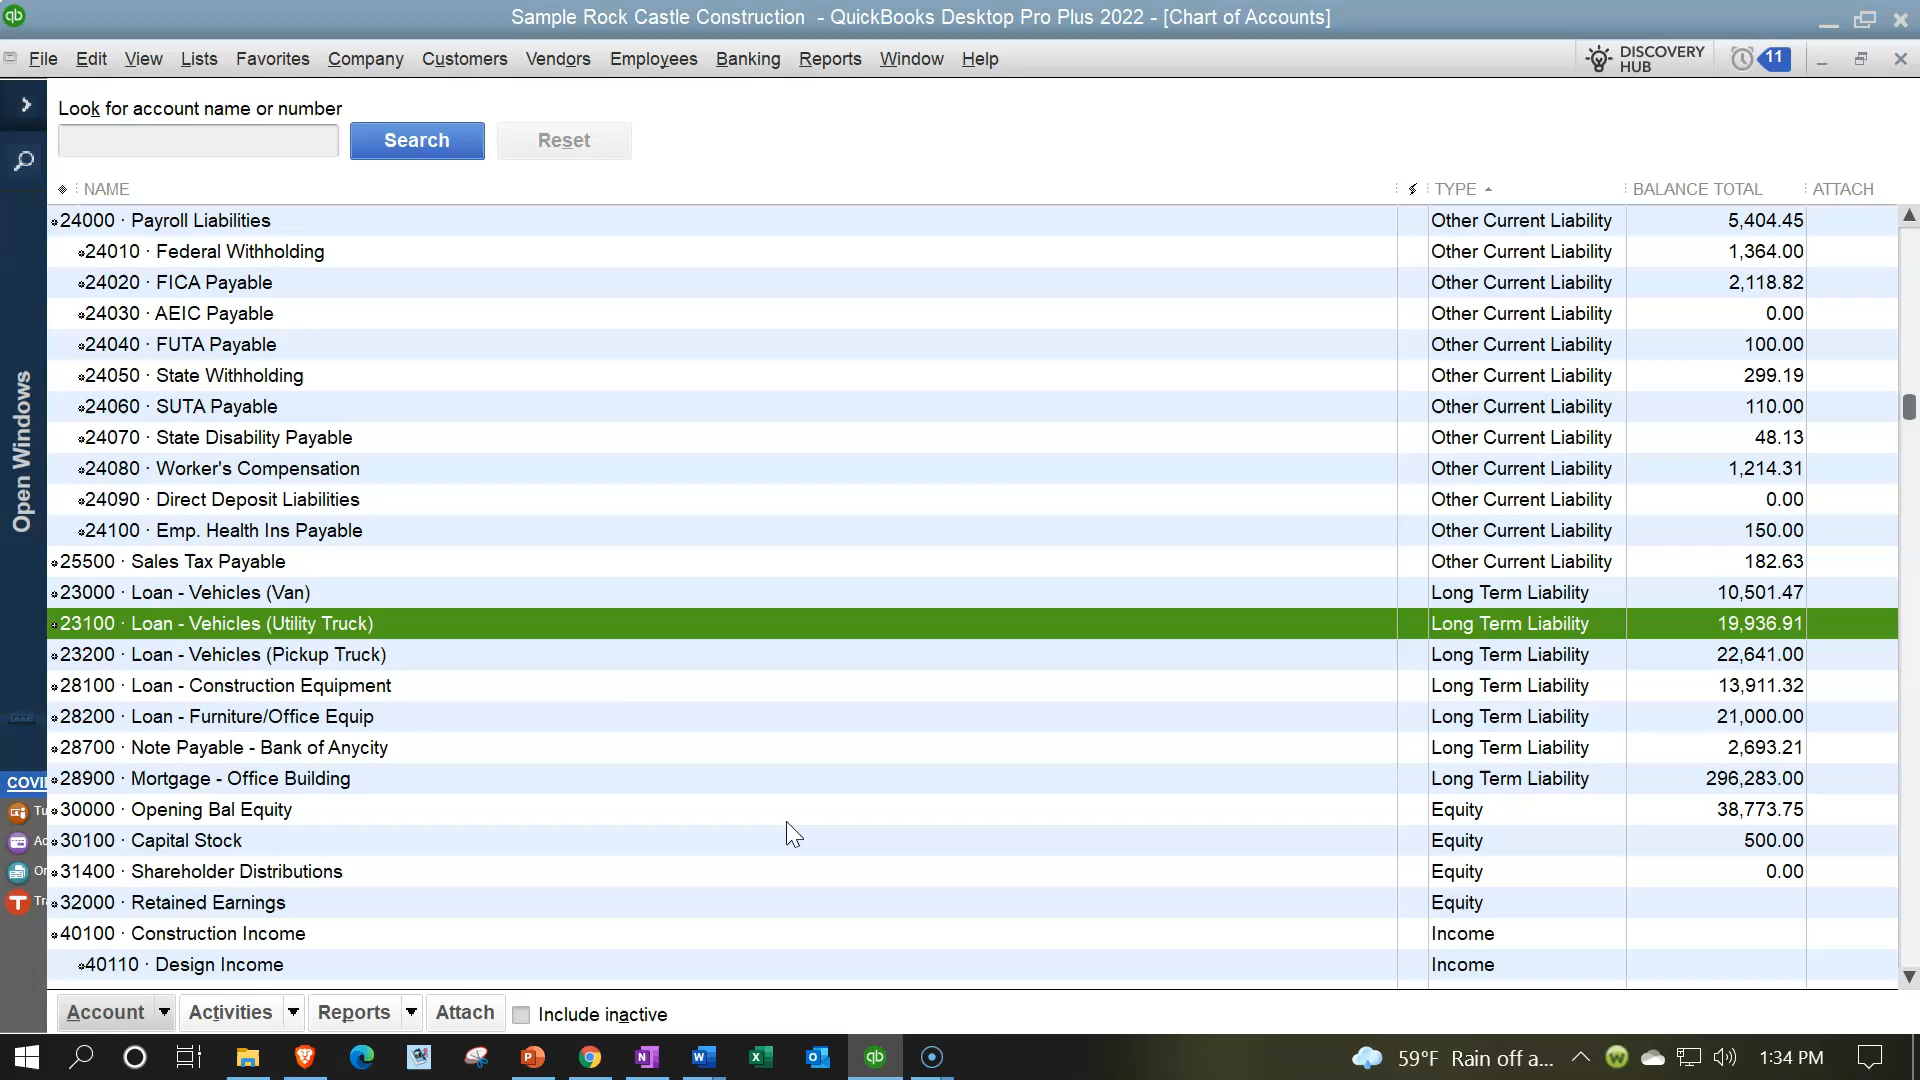 qb Sample Rock Castle Construction - QuickBooks Desktop Pro Plus 2022 - [Chart of Accounts]
File Edit View Lists Favorites Company Customers Vendors Employees Banking Reports Window Help DISCOVERY HUB 11
Look for account name or number
Search Reset
NAME TYPE BALANCE TOTAL ATTACH
24000 · Payroll Liabilities Other Current Liability 5,404.45
24010 · Federal Withholding Other Current Liability 1,364.00
24020 · FICA Payable Other Current Liability 2,118.82
24030 · AEIC Payable Other Current Liability 0.00
24040 · FUTA Payable Other Current Liability 100.00
24050 · State Withholding Other Current Liability 299.19
24060 · SUTA Payable Other Current Liability 110.00
24070 · State Disability Payable Other Current Liability 48.13
24080 · Worker's Compensation Other Current Liability 1,214.31
24090 · Direct Deposit Liabilities Other Current Liability 0.00
24100 · Emp. Health Ins Payable Other Current Liability 150.00
25500 · Sales Tax Payable Other Current Liability 182.63
23000 · Loan - Vehicles (Van) Long Term Liability 10,501.47
23100 · Loan - Vehicles (Utility Truck) Long Term Liability 19,936.91
23200 · Loan - Vehicles (Pickup Truck) Long Term Liability 22,641.00
28100 · Loan - Construction Equipment Long Term Liability 13,911.32
28200 · Loan - Furniture/Office Equip Long Term Liability 21,000.00
28700 · Note Payable - Bank of Anycity Long Term Liability 2,693.21
28900 · Mortgage - Office Building Long Term Liability 296,283.00
30000 · Opening Bal Equity Equity 38,773.75
30100 · Capital Stock Equity 500.00
31400 · Shareholder Distributions Equity 0.00
32000 · Retained Earnings Equity
40100 · Construction Income Income
40110 · Design Income Income
Open Windows
COVI
Tu
Ac
Or
Tra
Account Activities Reports Attach Include inactive
59°F Rain off a... 1:34 PM